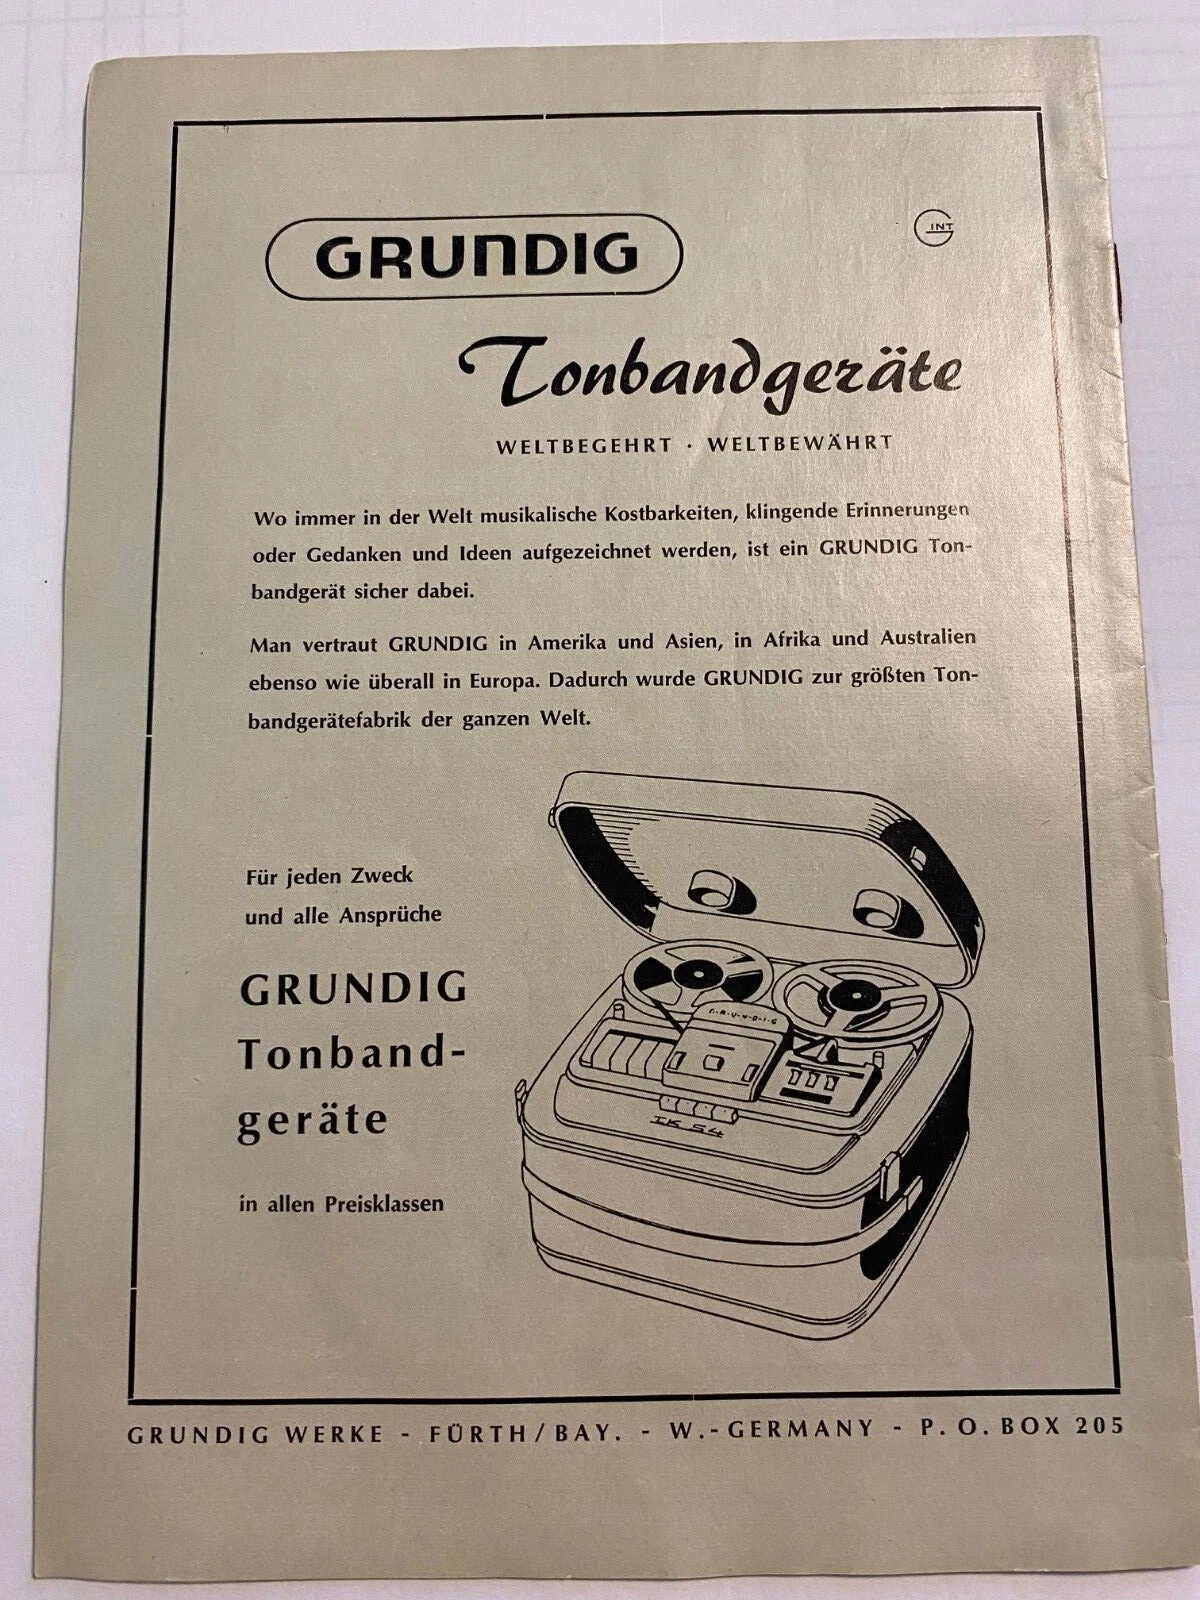 GRUNDIG
INT
Tonbandgeräte
WELTBEGEHRT · WELTBEWÄHRT
Wo immer in der Welt musikalische Kostbarkeiten, klingende Erinnerungen
oder Gedanken und Ideen aufgezeichnet werden, ist ein GRUNDIG Ton-
bandgerät sicher dabei.
Man vertraut GRUNDIG in Amerika und Asien, in Afrika und Australien
ebenso wie überall in Europa. Dadurch wurde GRUNDIG zur größten Ton-
bandgerätefabrik der ganzen Welt.
Für jeden Zweck
und alle Ansprüche
GRUNDIG
Tonband-
geräte
in allen Preisklassen
G·R·U·N·D·I·G
TK 54
GRUNDIG WERKE - FÜRTH/BAY. - W.-GERMANY - P.O. BOX 205